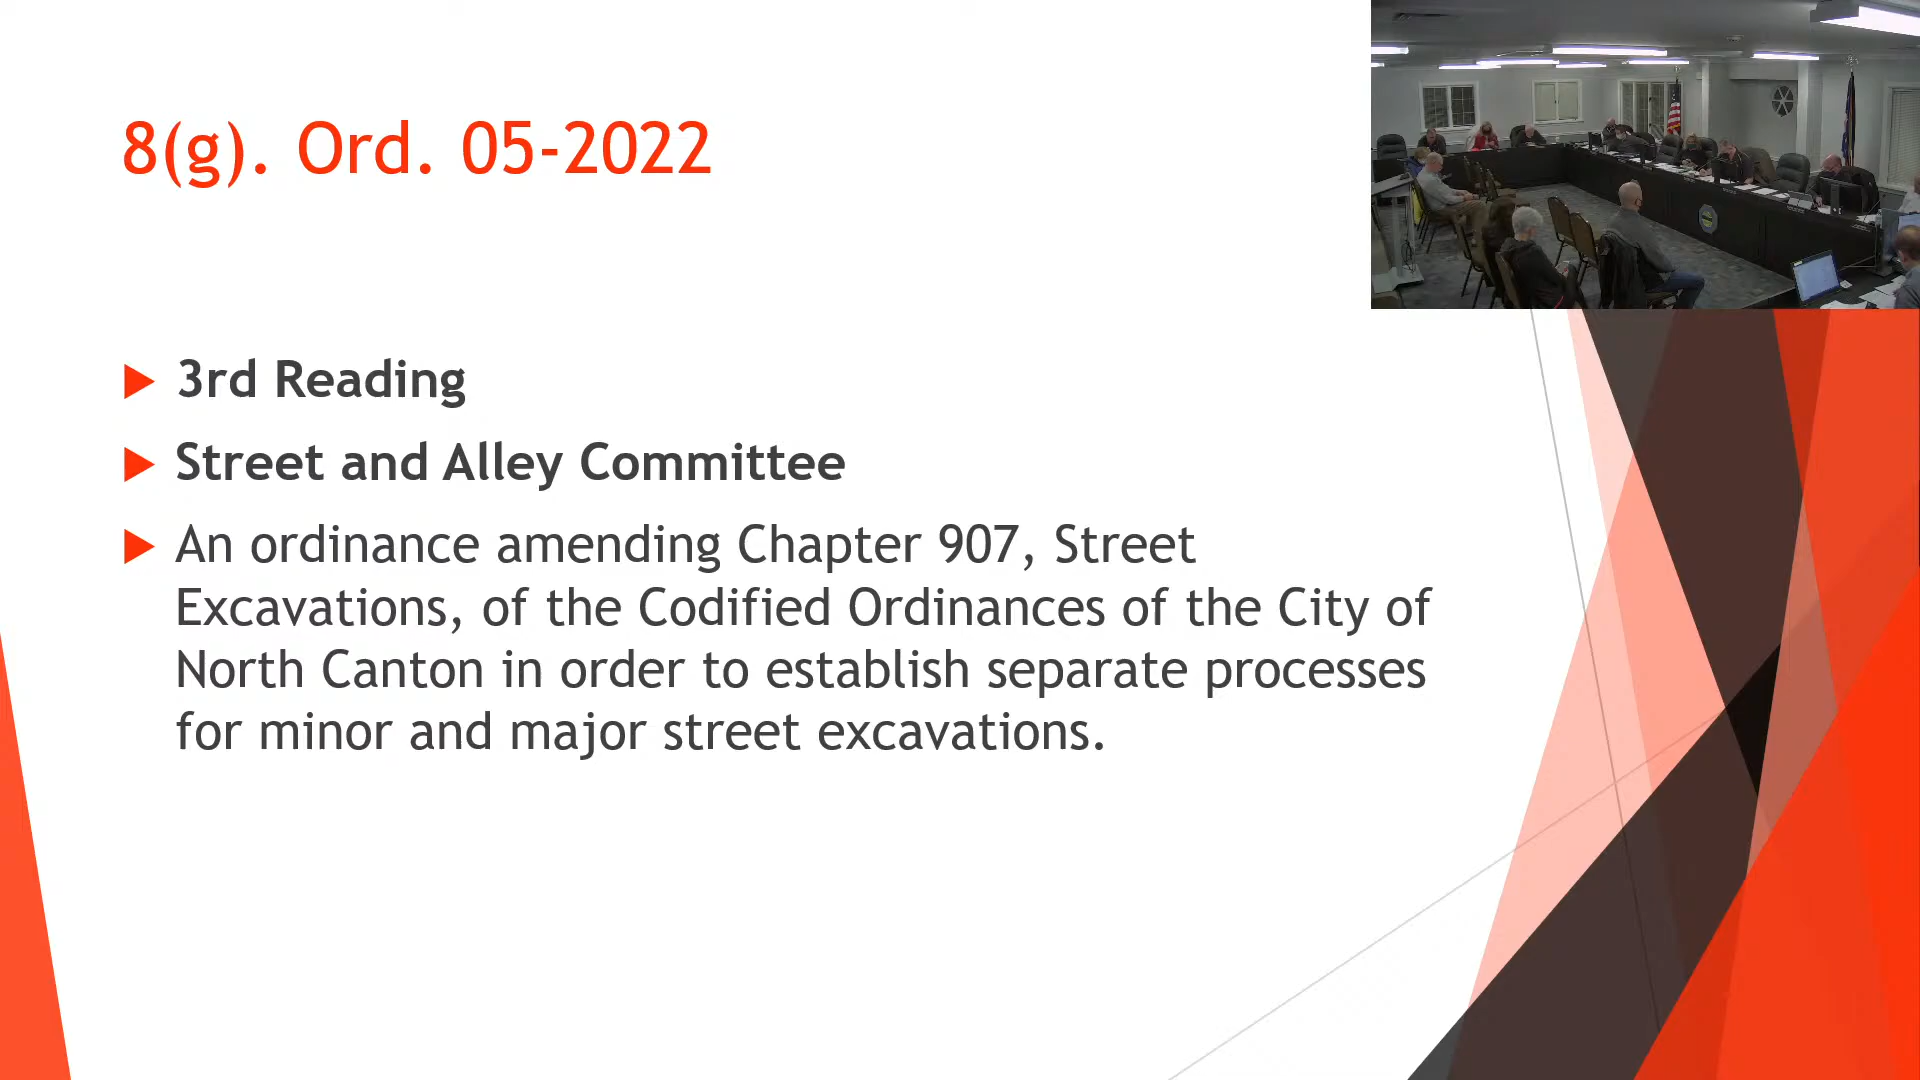 8(g). Ord. 05-2022
3rd Reading
Street and Alley Committee
An ordinance amending Chapter 907, Street
Excavations, of the Codified Ordinances of the City of
North Canton in order to establish separate processes
for minor and major street excavations.